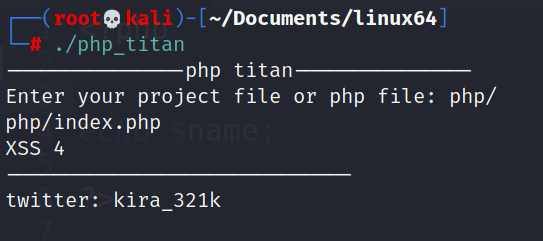 (root💀kali)-[~/Documents/linux64]
# ./php_titan
———————————————php titan———————————————
Enter your project file or php file: php/
php/index.php
XSS 4
—————————————————————————————
twitter: kira_321k